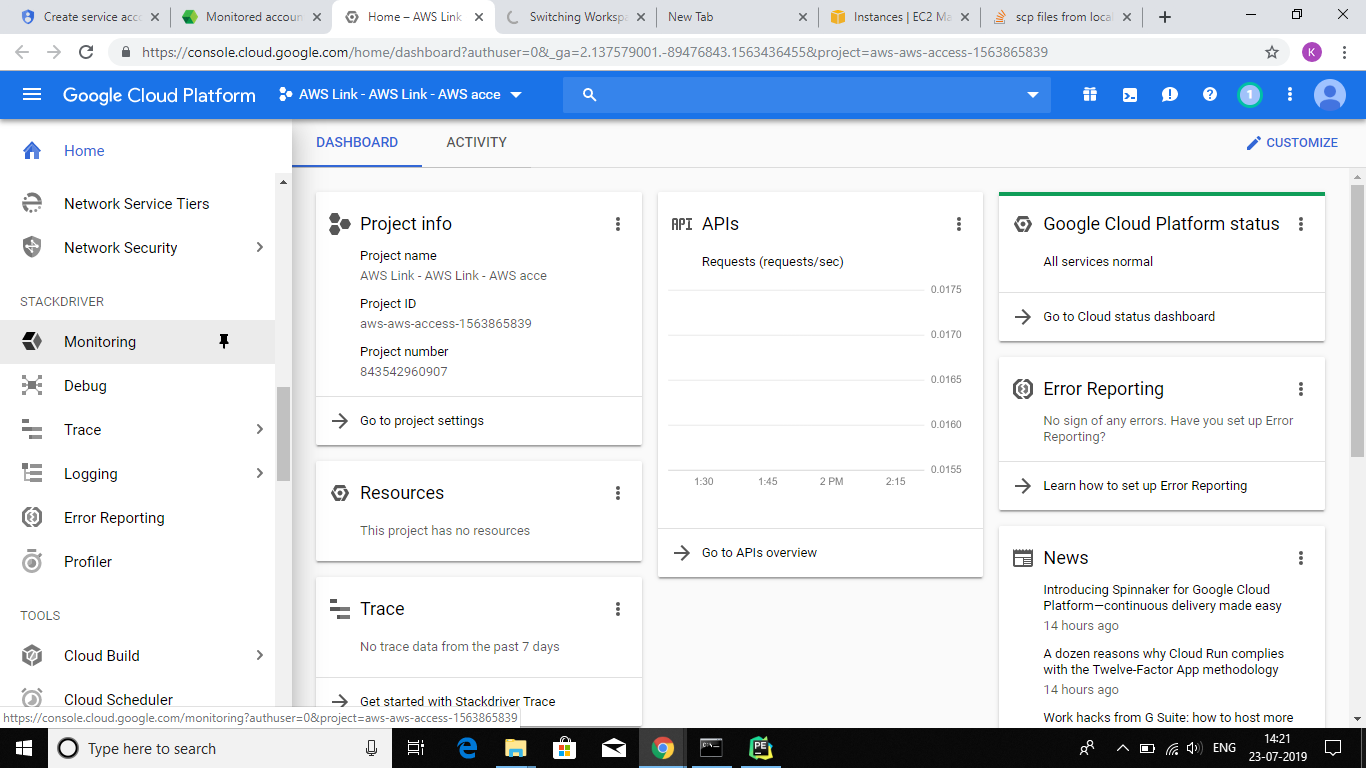 Create service acco
Monitored accoun
Home – AWS Link
Switching Workspa
New Tab
Instances | EC2 Ma
scp files from local
https://console.cloud.google.com/home/dashboard?authuser=0&_ga=2.137579001.-89476843.1563436455&project=aws-aws-access-1563865839
K
Google Cloud Platform
AWS Link - AWS Link - AWS acce
1
Home
Network Service Tiers
Network Security
STACKDRIVER
Monitoring
Debug
Trace
Logging
Error Reporting
Profiler
TOOLS
Cloud Build
Cloud Scheduler
https://console.cloud.google.com/monitoring?authuser=0&project=aws-aws-access-1563865839
DASHBOARD
ACTIVITY
CUSTOMIZE
Project info
Project name
AWS Link - AWS Link - AWS acce
Project ID
aws-aws-access-1563865839
Project number
843542960907
Go to project settings
Resources
This project has no resources
Trace
No trace data from the past 7 days
Get started with Stackdriver Trace
API APIs
Requests (requests/sec)
0.0175
0.0170
0.0165
0.0160
0.0155
1:30 1:45 2 PM 2:15
Go to APIs overview
Google Cloud Platform status
All services normal
Go to Cloud status dashboard
Error Reporting
No sign of any errors. Have you set up Error
Reporting?
Learn how to set up Error Reporting
News
Introducing Spinnaker for Google Cloud
Platform—continuous delivery made easy
14 hours ago
A dozen reasons why Cloud Run complies
with the Twelve-Factor App methodology
14 hours ago
Work hacks from G Suite: how to host more
Type here to search
PE
ENG
14:21
23-07-2019